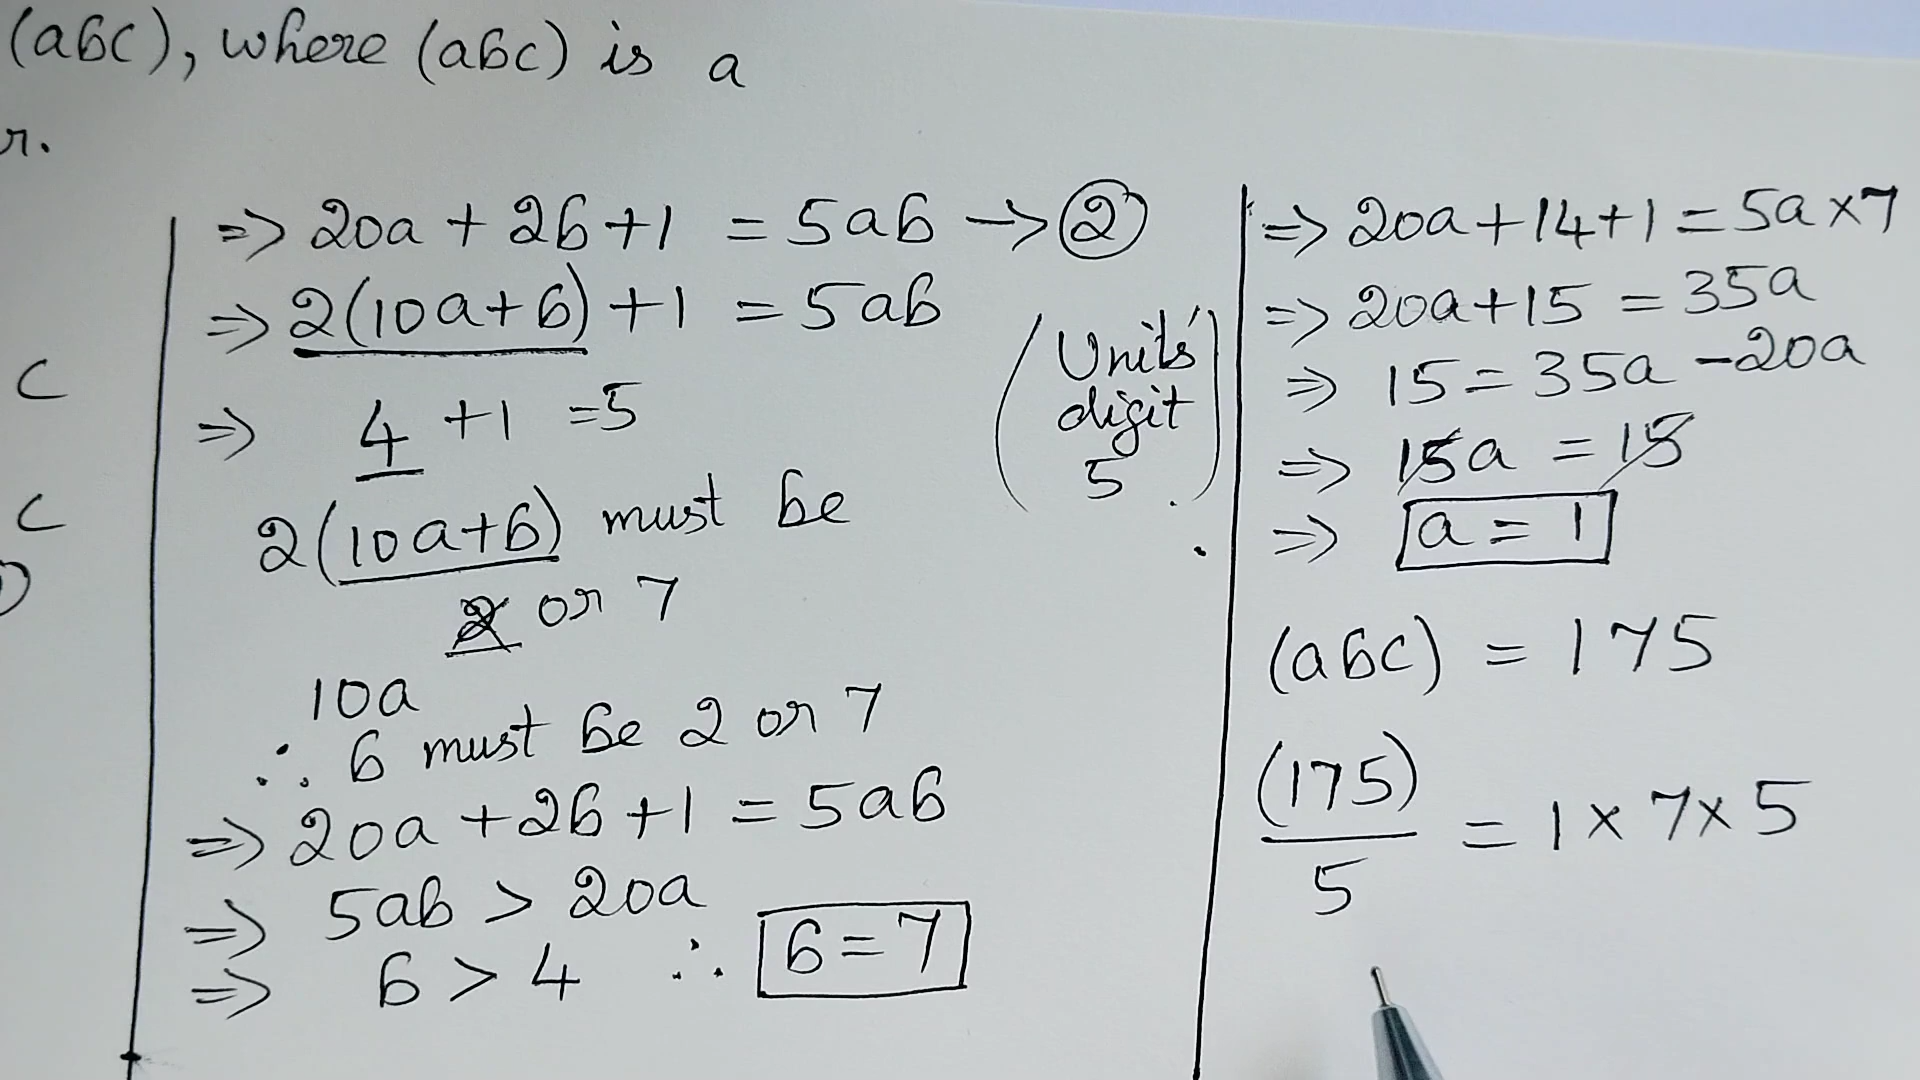 (abc), where (abc) is a
r.
c
c
⇒ 20a + 2b + 1 = 5ab → ②
⇒ 2(10a+b) + 1 = 5ab
(Units' digit 5)
⇒ 4 + 1 = 5
2(10a+b) must be
2 or 7
10a
∴ b must be 2 or 7
⇒ 20a + 2b + 1 = 5ab
⇒ 5ab > 20a
⇒ b > 4 ∴ b = 7
⇒ 20a + 14 + 1 = 5a × 7
⇒ 20a + 15 = 35a
⇒ 15 = 35a - 20a
⇒ 15a = 15
⇒ a = 1
(abc) = 175
(175)/5 = 1 × 7 × 5